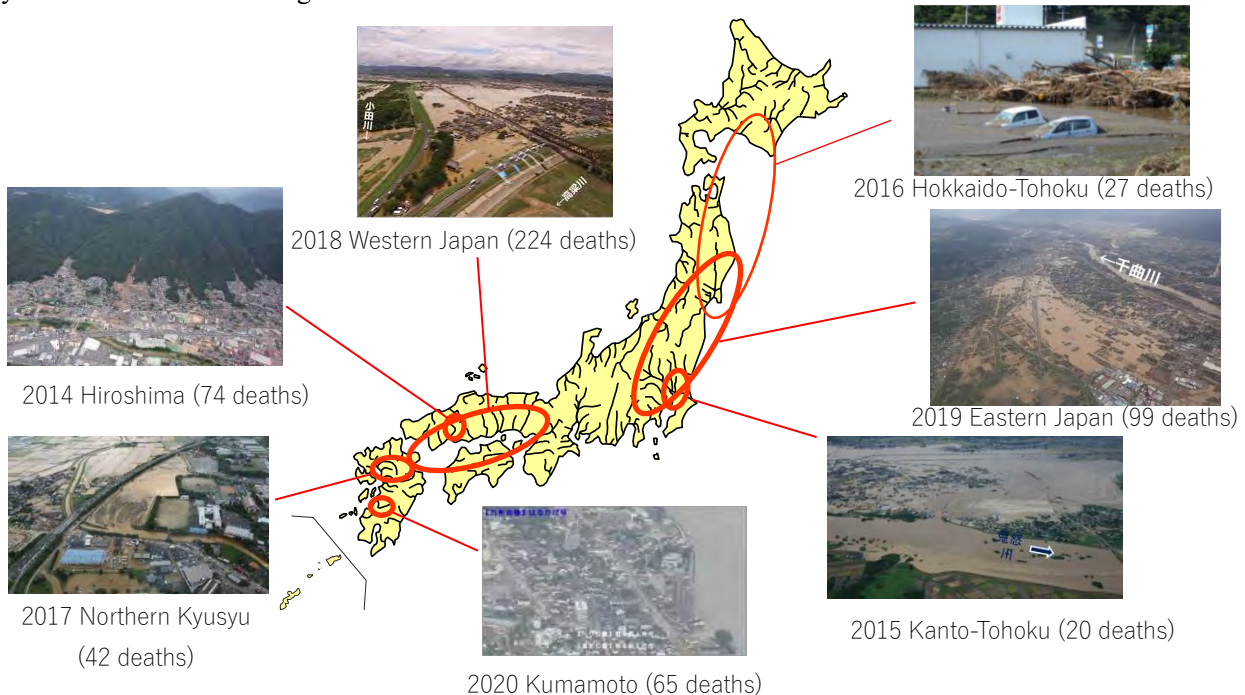 小田川→
←高梁川
2018 Western Japan (224 deaths)
2016 Hokkaido-Tohoku (27 deaths)
←千曲川
2014 Hiroshima (74 deaths)
2019 Eastern Japan (99 deaths)
鬼怒川
2017 Northern Kyusyu
(42 deaths)
2020 Kumamoto (65 deaths)
2015 Kanto-Tohoku (20 deaths)